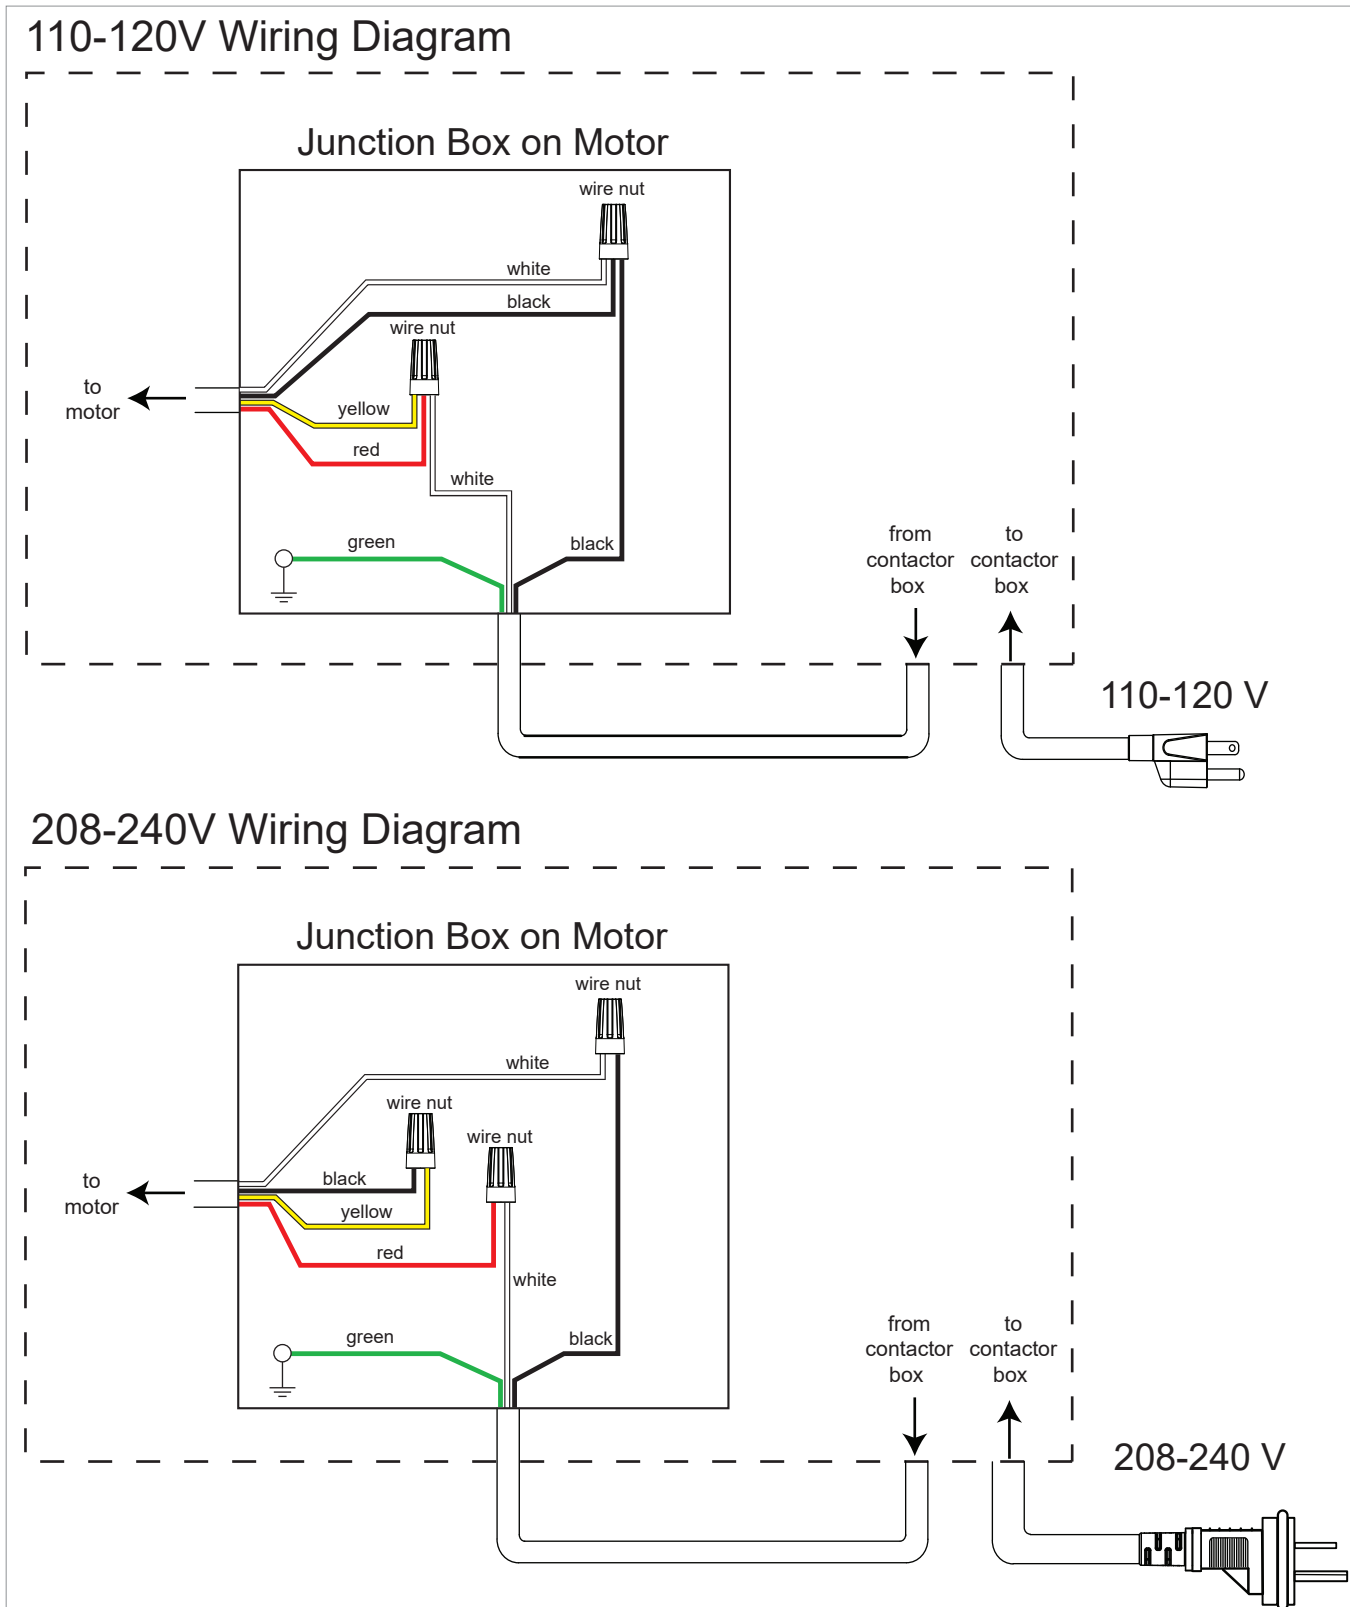 110-120V Wiring Diagram
Junction Box on Motor
wire nut
white
black
wire nut
to
motor
yellow
red
white
green
black
from
contactor
box
to
contactor
box
110-120 V
208-240V Wiring Diagram
Junction Box on Motor
wire nut
white
wire nut
wire nut
black
to
motor
yellow
red
white
green
black
from
contactor
box
to
contactor
box
208-240 V